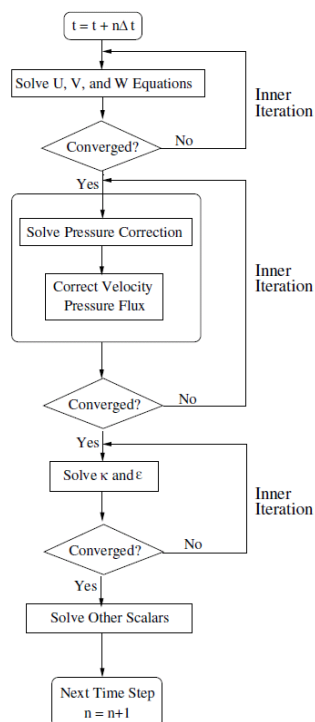 t = t + nΔ t
Solve U, V, and W Equations
Inner
Iteration
Converged?
No
Yes
Solve Pressure Correction
Correct Velocity
Pressure Flux
Inner
Iteration
Converged?
No
Yes
Solve κ and ε
Inner
Iteration
Converged?
No
Yes
Solve Other Scalars
Next Time Step
n = n+1